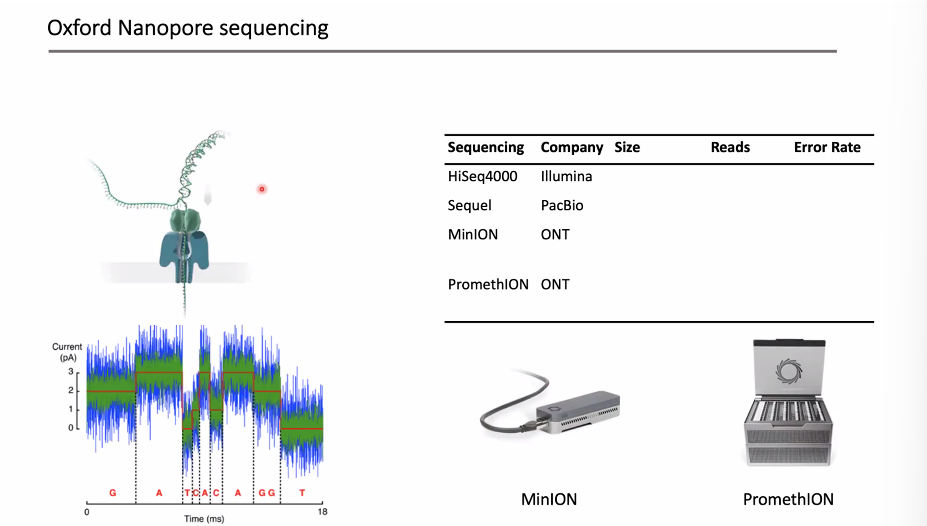 Oxford Nanopore sequencing
Sequencing Company Size Reads Error Rate
HiSeq4000 Illumina
Sequel PacBio
MinION ONT
PromethION ONT
Current
(pA)
3
2
1
0
G A T C A C A G G T
0 18
Time (ms)
MinION PromethION